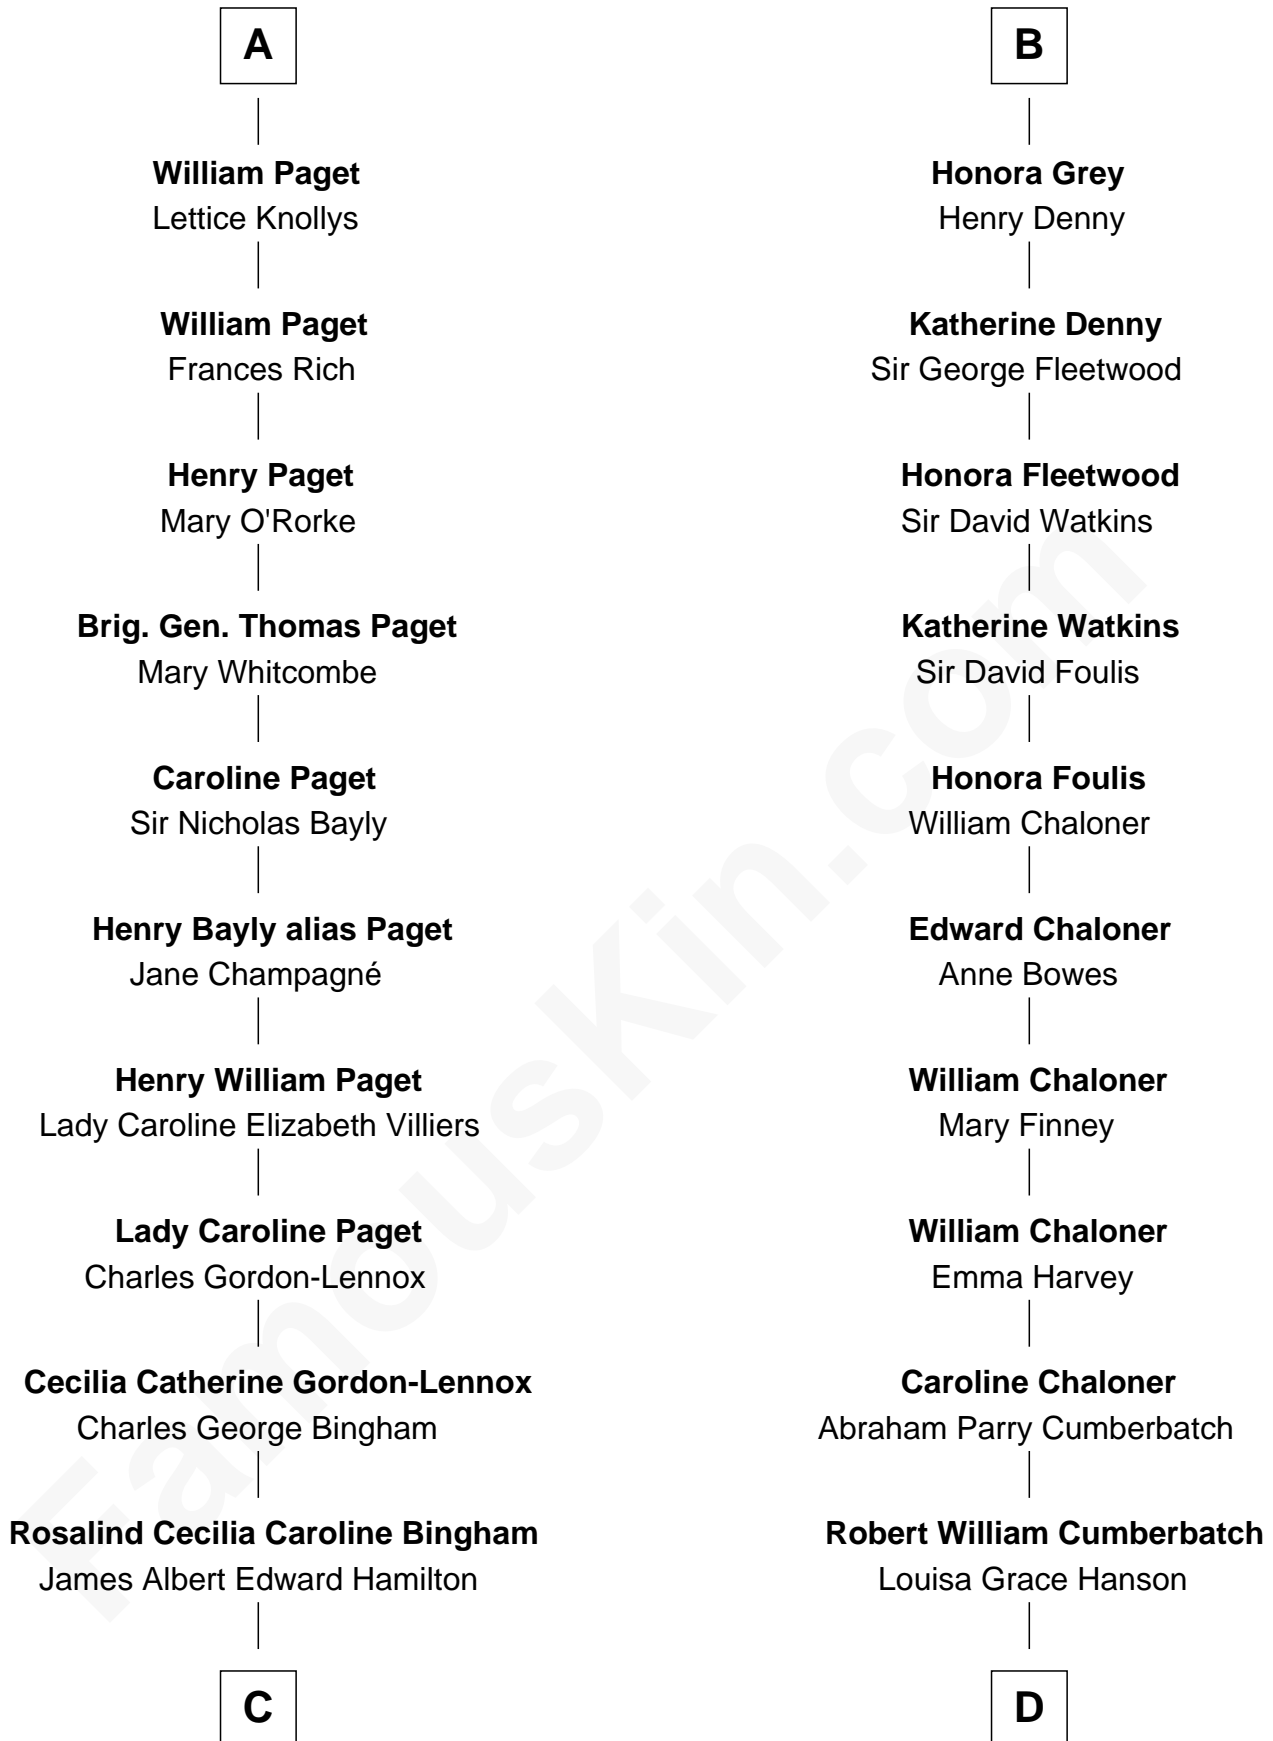 A
William Paget
Lettice Knollys
William Paget
Frances Rich
Henry Paget
Mary O'Rorke
Brig. Gen. Thomas Paget
Mary Whitcombe
Caroline Paget
Sir Nicholas Bayly
Henry Bayly alias Paget
Jane Champagné
Henry William Paget
Lady Caroline Elizabeth Villiers
Lady Caroline Paget
Charles Gordon-Lennox
Cecilia Catherine Gordon-Lennox
Charles George Bingham
Rosalind Cecilia Caroline Bingham
James Albert Edward Hamilton
C
B
Honora Grey
Henry Denny
Katherine Denny
Sir George Fleetwood
Honora Fleetwood
Sir David Watkins
Katherine Watkins
Sir David Foulis
Honora Foulis
William Chaloner
Edward Chaloner
Anne Bowes
William Chaloner
Mary Finney
William Chaloner
Emma Harvey
Caroline Chaloner
Abraham Parry Cumberbatch
Robert William Cumberbatch
Louisa Grace Hanson
D
FamousKin.com